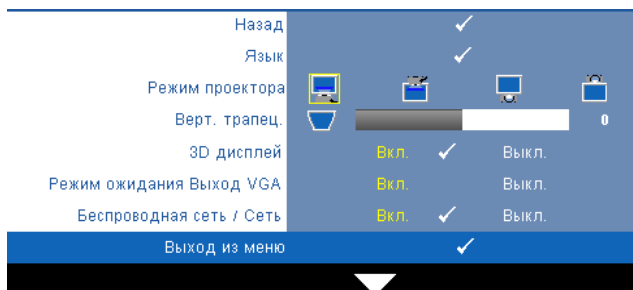 Назад
Язык
Режим проектора
Верт. трапец. 0
3D дисплей Вкл. Выкл.
Режим ожидания Выход VGA Вкл. Выкл.
Беспроводная сеть / Сеть Вкл. Выкл.
Выход из меню